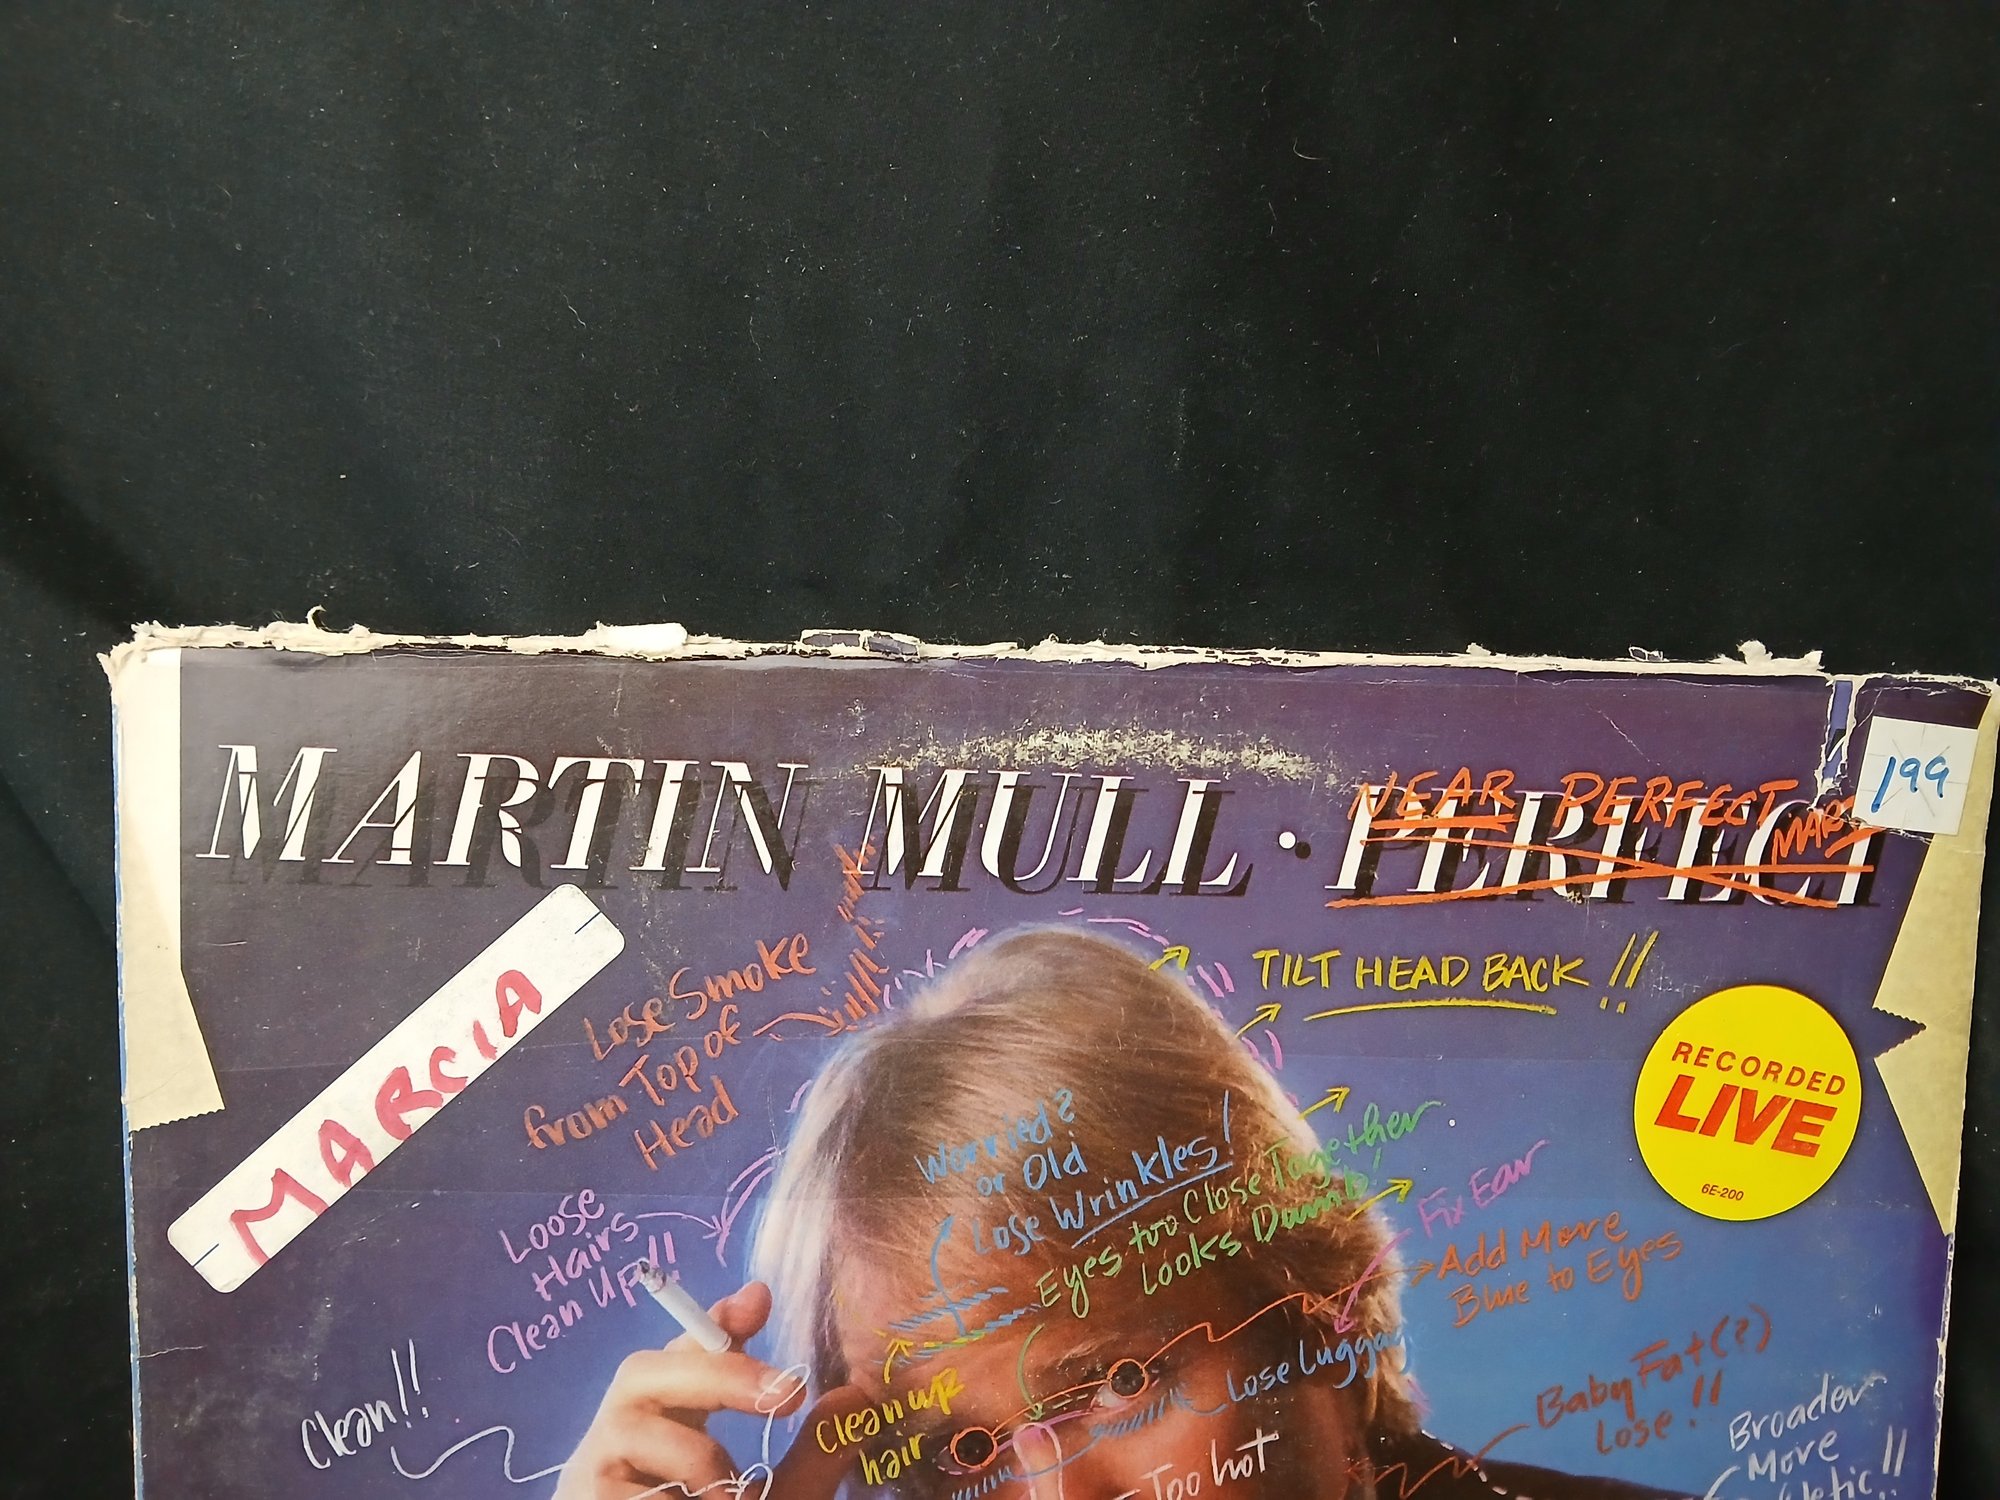 MARTIN MULL · PERFECT
NEAR PERFECT
199
MARCIA
Lose Smoke
from Top of
Head
TILT HEAD BACK!!
RECORDED
LIVE
6E-200
Worried?
or Old
Lose Wrinkles!
Eyes too Close Together
Looks Dumb!
Fix Ear
Add More
Blue to Eyes
Loose
Hairs
Clean Up!!
Clean!!
Clean up
hair
Lose Luggag
Too hot
Baby Fat(?)
Lose!!
Broader
More